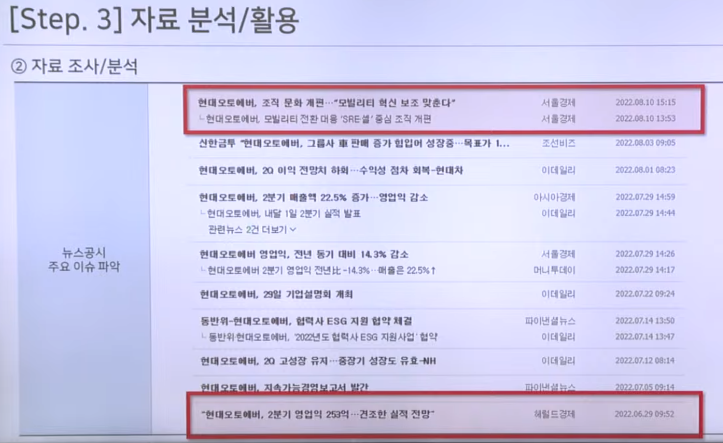 [Step. 3] 자료 분석/활용
② 자료 조사/분석
뉴스공시
주요 이슈 파악
현대오토에버, 조직 문화 개편…"모빌리티 혁신 보조 맞춘다" 서울경제 2022.08.10 15:15
└현대오토에버, 모빌리티 전환 대응 'SRE·셀' 중심 조직 개편 서울경제 2022.08.10 13:53
신한금투 "현대오토에버, 그룹사 車 판매 증가 힘입어 성장중…목표가 1... 조선비즈 2022.08.03 09:05
현대오토에버, 2Q 이익 전망치 하회…수익성 점차 회복-현대차 이데일리 2022.08.01 08:23
현대오토에버, 2분기 매출액 22.5% 증가…영업익 감소 아시아경제 2022.07.29 14:59
└현대오토에버, 내달 1일 2분기 실적 발표 이데일리 2022.07.29 14:44
관련뉴스 2건 더보기∨
현대오토에버 영업익, 전년 동기 대비 14.3% 감소 서울경제 2022.07.29 14:26
└현대오토에버 2분기 영업익 전년比 -14.3%…매출은 22.5%↑ 머니투데이 2022.07.29 14:17
현대오토에버, 29일 기업설명회 개최 이데일리 2022.07.22 09:24
동반위-현대오토에버, 협력사 ESG 지원 협약 체결 파이낸셜뉴스 2022.07.14 13:50
└동반위·현대오토에버, '2022년도 협력사 ESG 지원사업' 협약 이데일리 2022.07.14 13:47
현대오토에버, 2Q 고성장 유지…중장기 성장도 유효-NH 이데일리 2022.07.12 08:14
현대오토에버, 지속가능경영보고서 발간 파이낸셜뉴스 2022.07.05 09:14
"현대오토에버, 2분기 영업익 253억…견조한 실적 전망" 헤럴드경제 2022.06.29 09:52